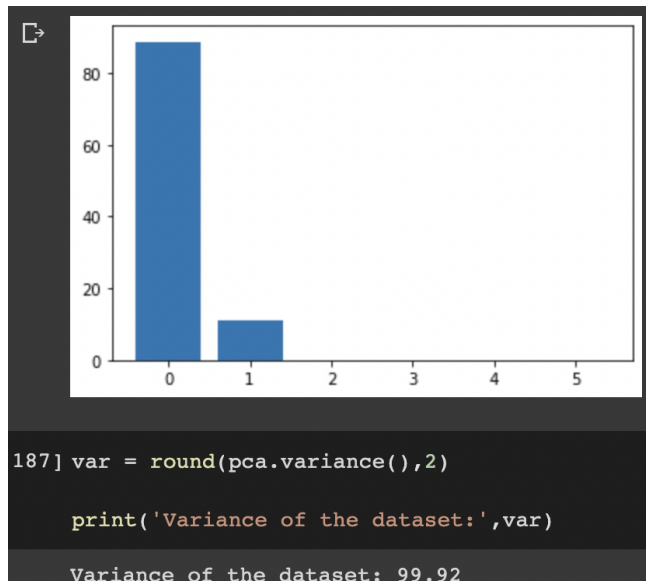 80
60
40
20
0
0 1 2 3 4 5
187] var = round(pca.variance(),2)
print('Variance of the dataset:',var)
Variance of the dataset: 99.92